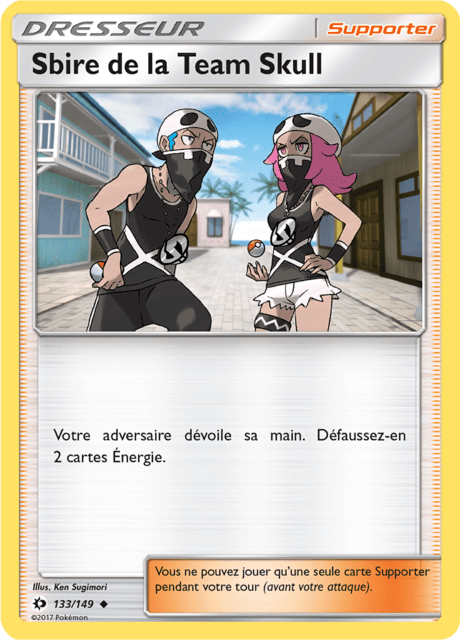 DRESSEUR
Supporter
Sbire de la Team Skull
Votre adversaire dévoile sa main. Défaussez-en
2 cartes Énergie.
Vous ne pouvez jouer qu'une seule carte Supporter
pendant votre tour (avant votre attaque).
Illus. Ken Sugimori
133/149
©2017 Pokémon